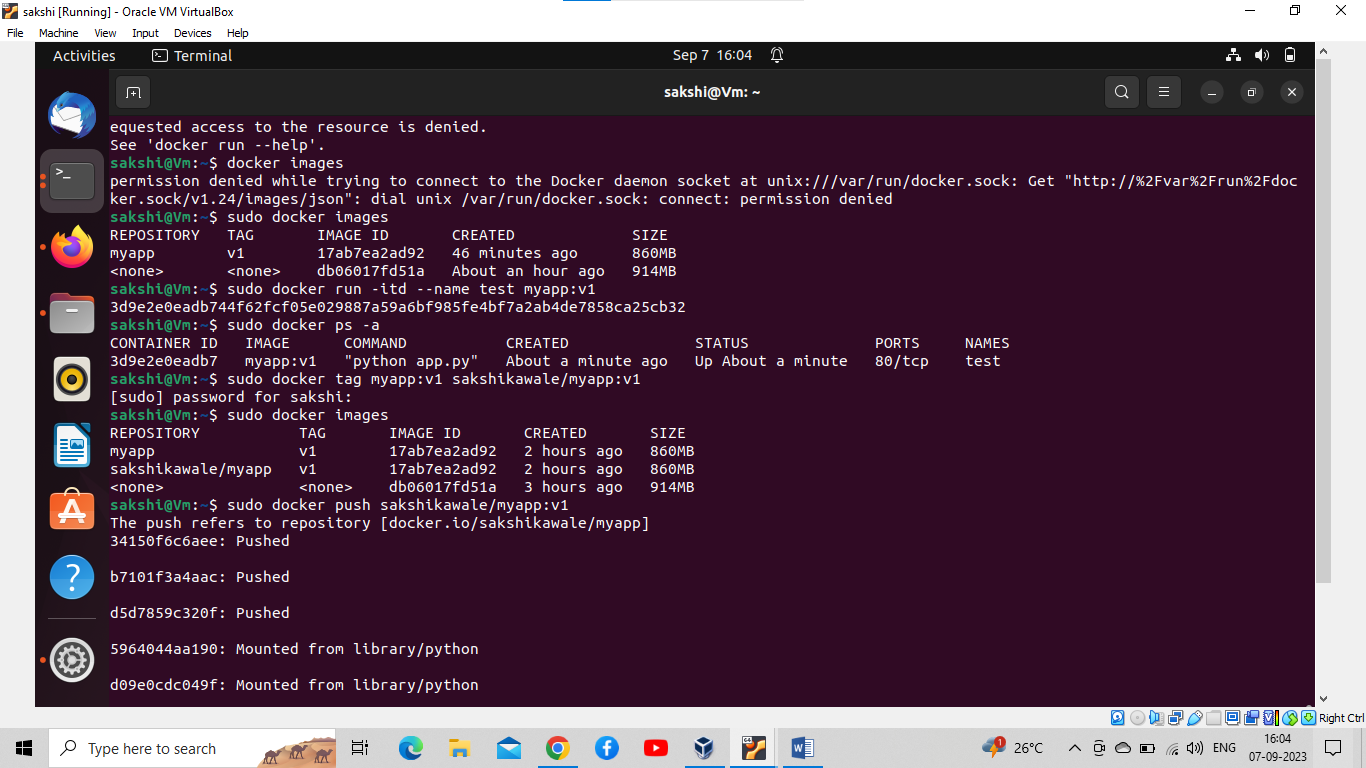 sakshi [Running] - Oracle VM VirtualBox
File Machine View Input Devices Help
Activities Terminal Sep 7 16:04
sakshi@Vm: ~
equested access to the resource is denied.
See 'docker run --help'.
sakshi@Vm:~$ docker images
permission denied while trying to connect to the Docker daemon socket at unix:///var/run/docker.sock: Get "http://%2Fvar%2Frun%2Fdoc
ker.sock/v1.24/images/json": dial unix /var/run/docker.sock: connect: permission denied
sakshi@Vm:~$ sudo docker images
REPOSITORY TAG IMAGE ID CREATED SIZE
myapp v1 17ab7ea2ad92 46 minutes ago 860MB
<none> <none> db06017fd51a About an hour ago 914MB
sakshi@Vm:~$ sudo docker run -itd --name test myapp:v1
3d9e2e0eadb744f62fcf05e029887a59a6bf985fe4bf7a2ab4de7858ca25cb32
sakshi@Vm:~$ sudo docker ps -a
CONTAINER ID IMAGE COMMAND CREATED STATUS PORTS NAMES
3d9e2e0eadb7 myapp:v1 "python app.py" About a minute ago Up About a minute 80/tcp test
sakshi@Vm:~$ sudo docker tag myapp:v1 sakshikawale/myapp:v1
[sudo] password for sakshi:
sakshi@Vm:~$ sudo docker images
REPOSITORY TAG IMAGE ID CREATED SIZE
myapp v1 17ab7ea2ad92 2 hours ago 860MB
sakshikawale/myapp v1 17ab7ea2ad92 2 hours ago 860MB
<none> <none> db06017fd51a 3 hours ago 914MB
sakshi@Vm:~$ sudo docker push sakshikawale/myapp:v1
The push refers to repository [docker.io/sakshikawale/myapp]
34150f6c6aee: Pushed
b7101f3a4aac: Pushed
d5d7859c320f: Pushed
5964044aa190: Mounted from library/python
d09e0cdc049f: Mounted from library/python
Right Ctrl
Type here to search
26°C
ENG
16:04
07-09-2023